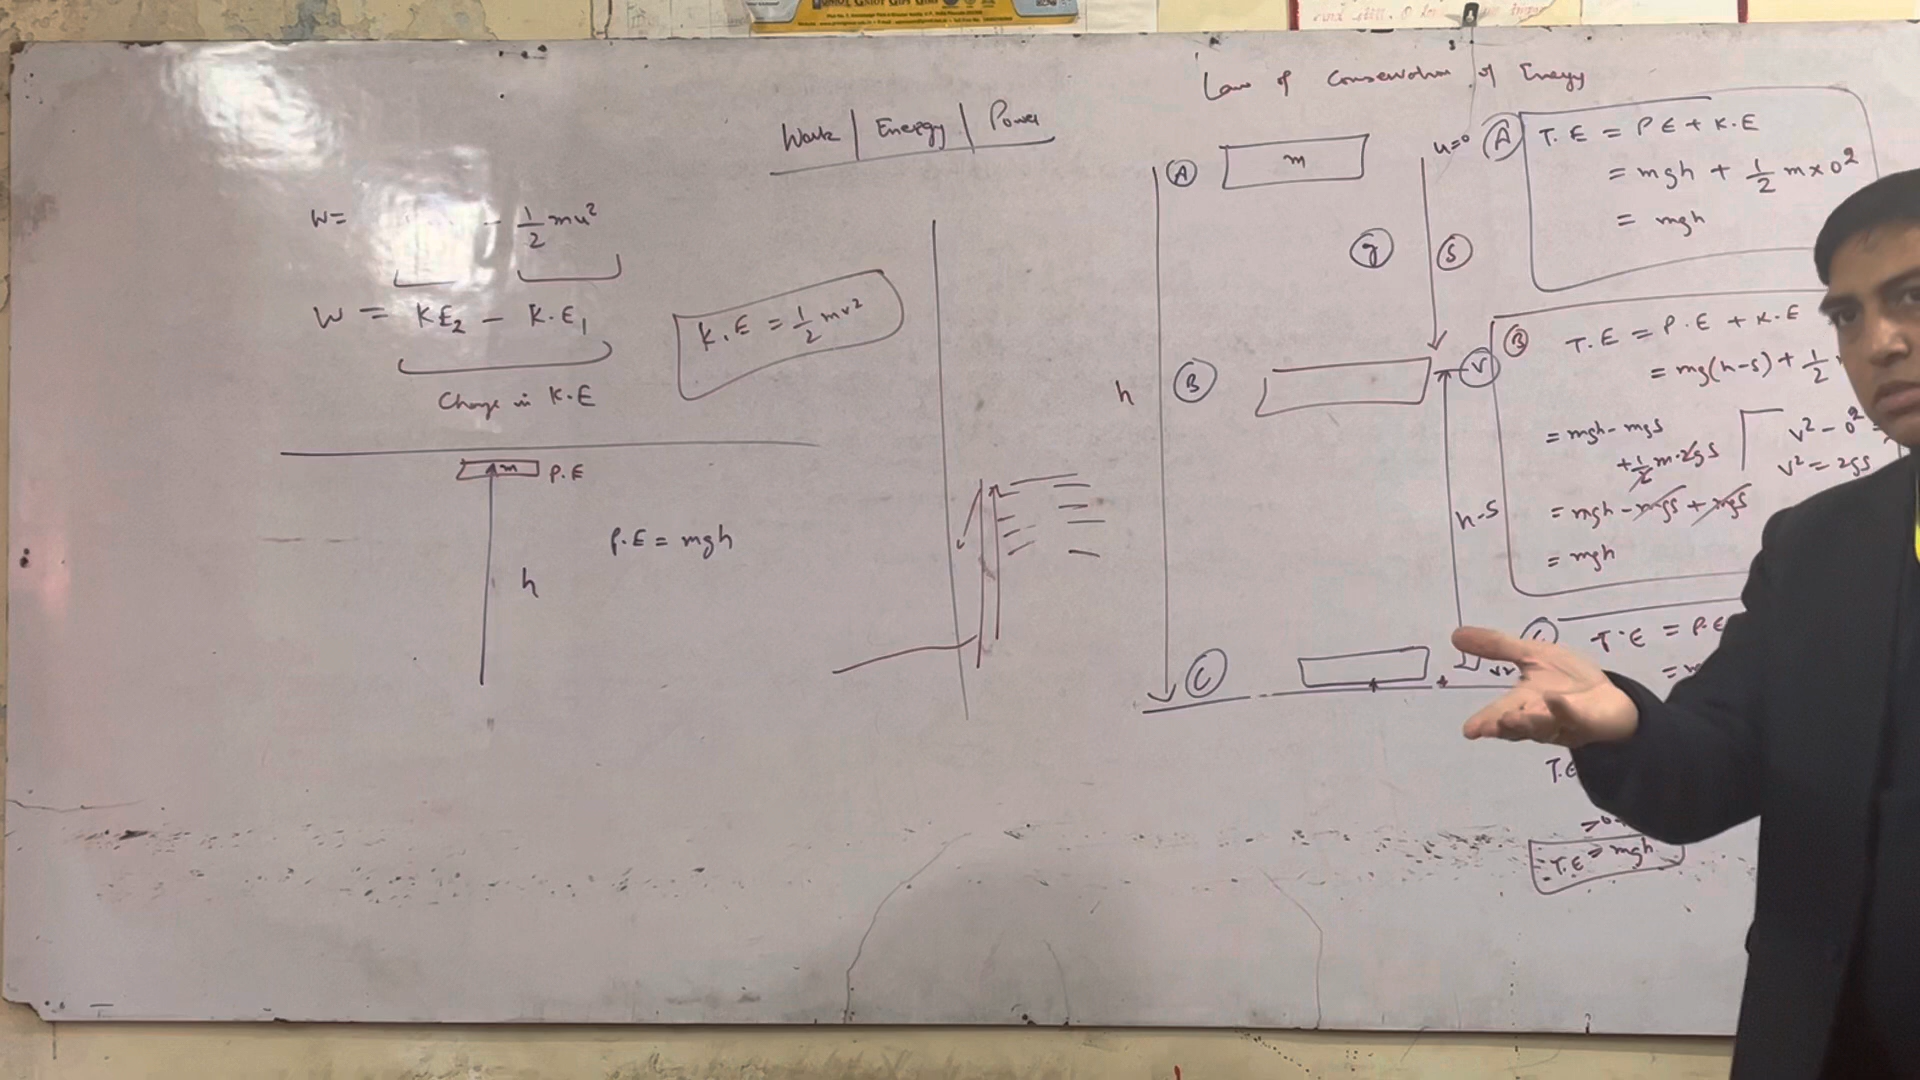 Work | Energy | Power
W = - 1/2 mu²
W = KE₂ - K.E₁
Change in K.E
K.E = 1/2 mv²
m P.E
P.E = mgh
h
Law of Conservation of Energy
A m u=0
g S
h
B V
h-S
C
A T.E = PE + K.E
= mgh + 1/2 m×0²
= mgh
B T.E = P.E + K.E
= mg(h-s) + 1/2
= mgh - mgs
+ 1/2 m·2gs
V² - 0² =
V² = 2gs
= mgh - mgs + mgs
= mgh
T.E = P.E
T.E
T.E = mgh